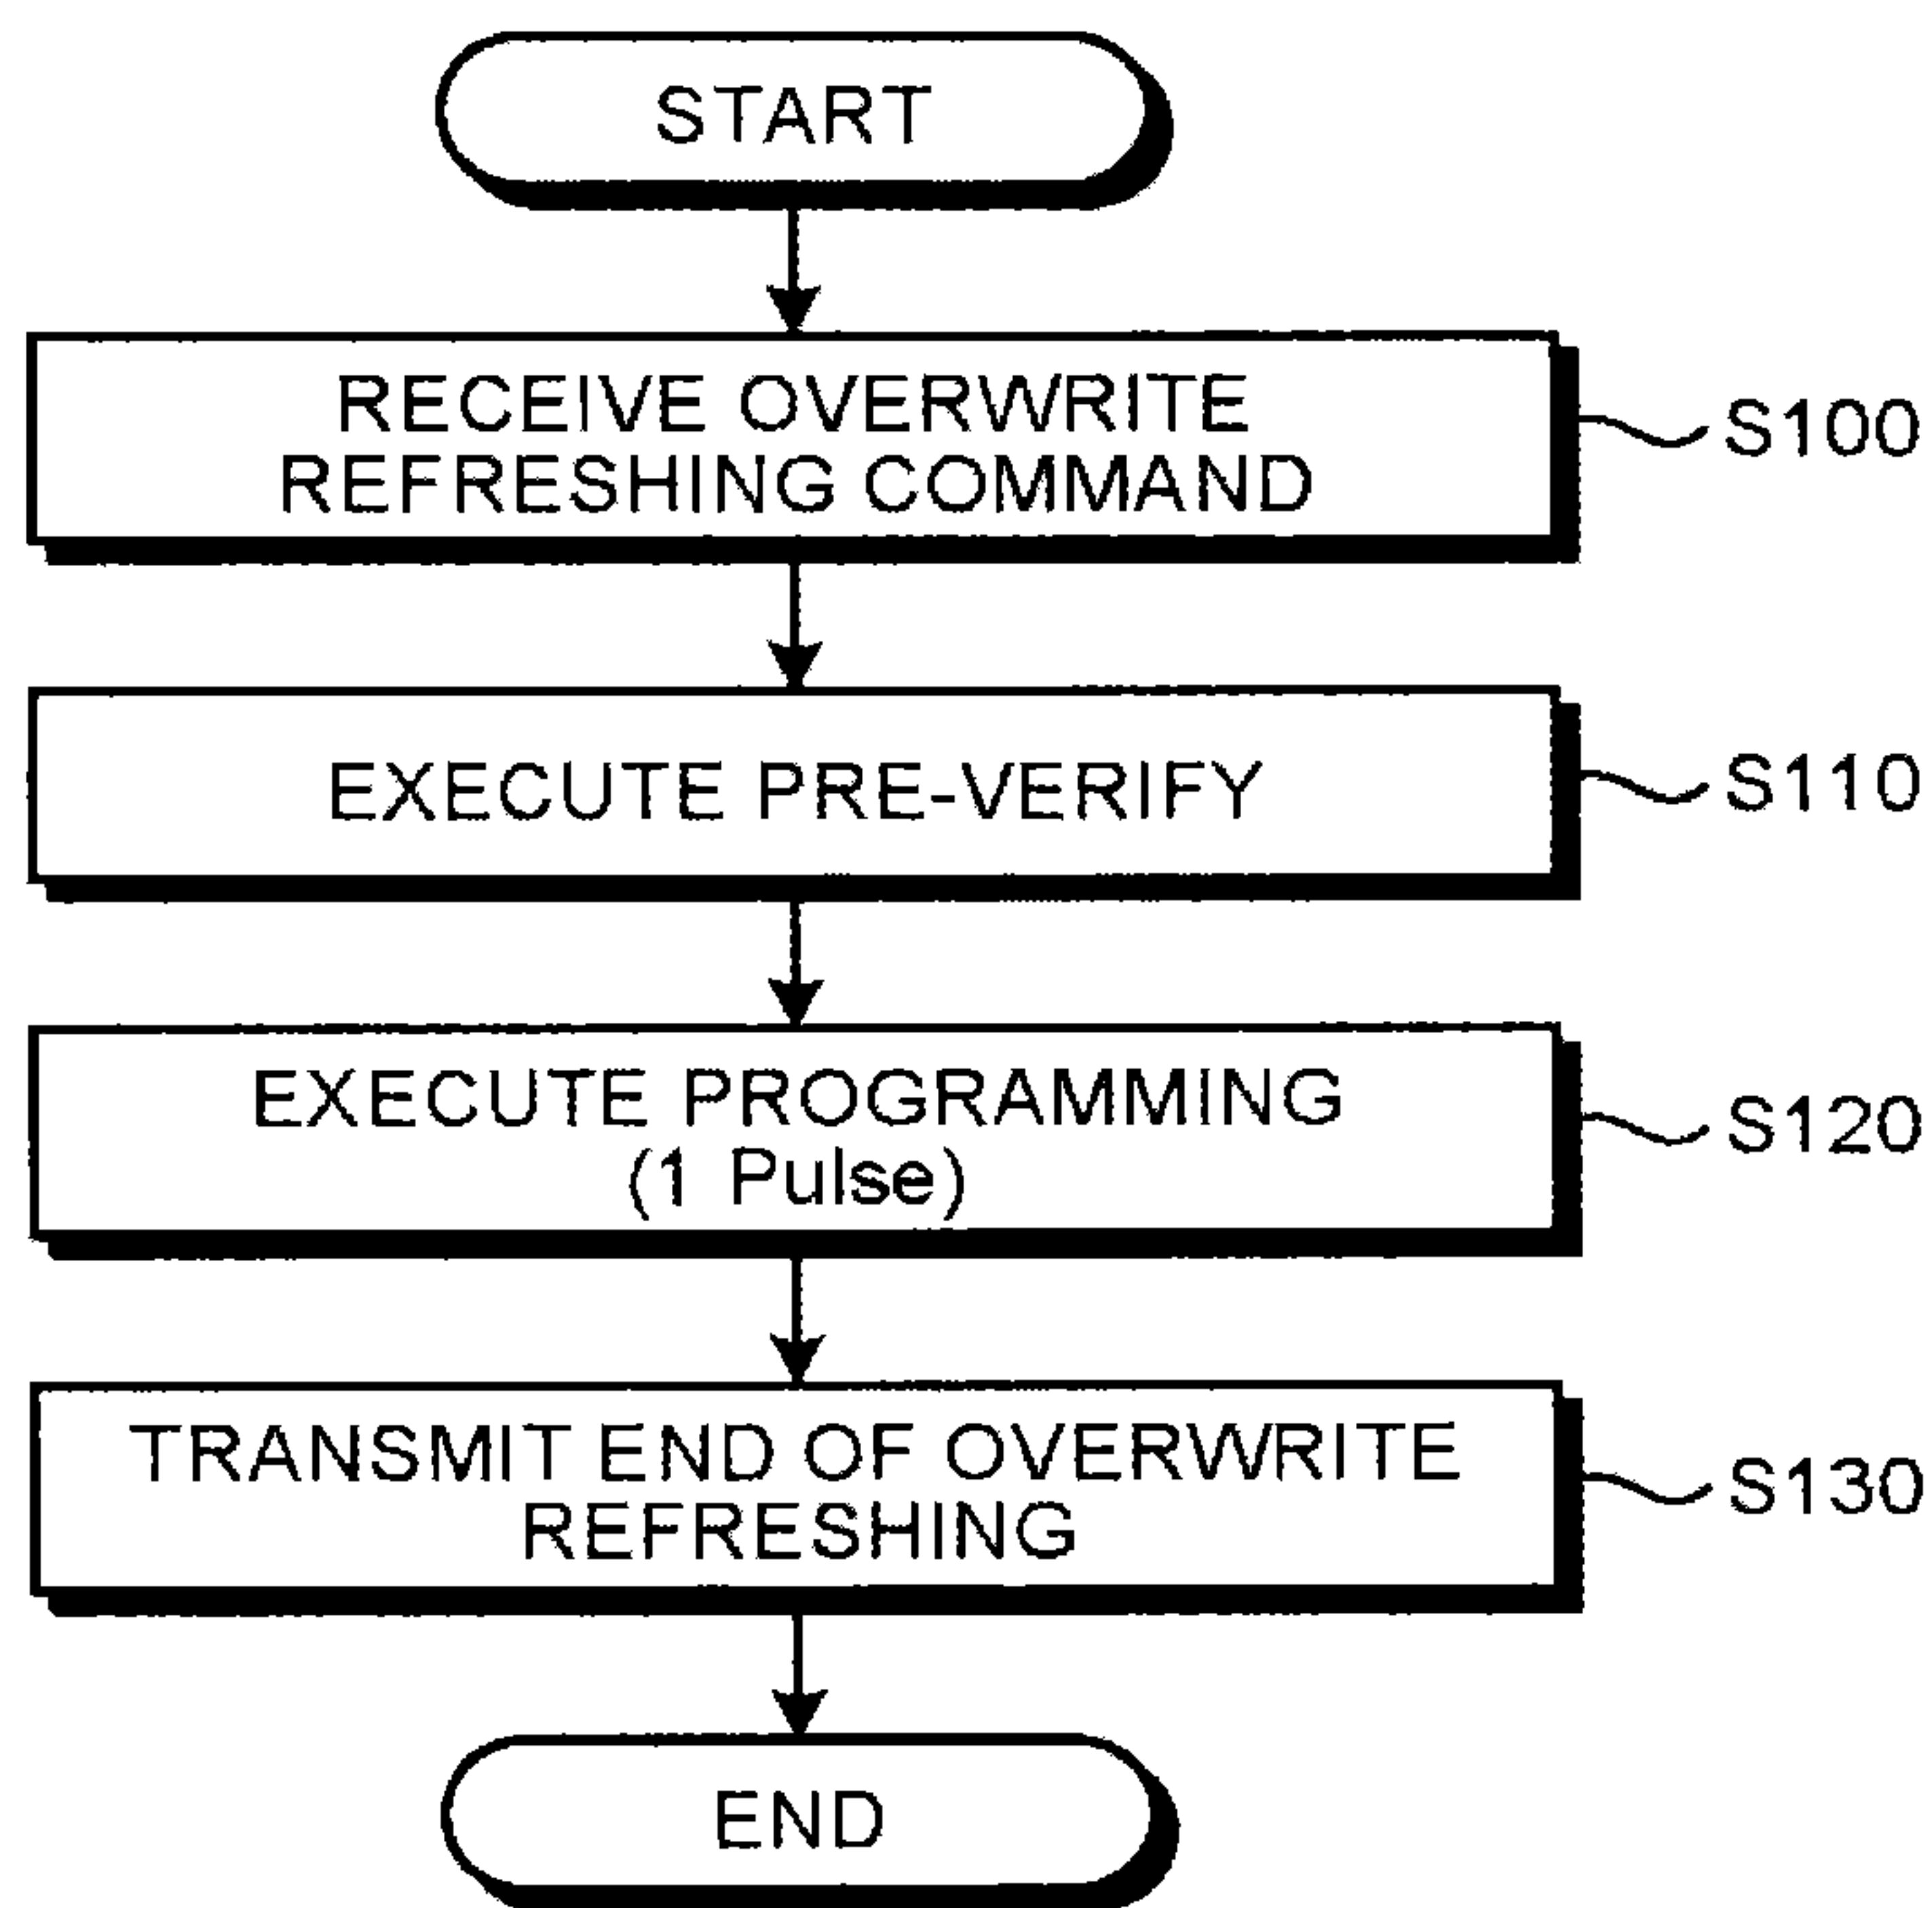 START
RECEIVE OVERWRITE
REFRESHING COMMAND
S100
EXECUTE PRE-VERIFY
S110
EXECUTE PROGRAMMING
(1 Pulse)
S120
TRANSMIT END OF OVERWRITE
REFRESHING
S130
END